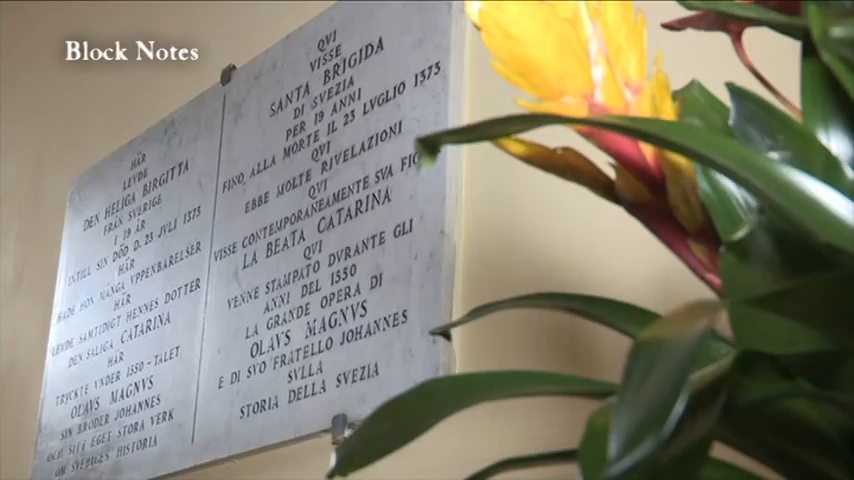 Block Notes
HÄR
LEVDE
DEN HELIGA BIRGITTA
FRÅN SVERIGE
I 19 ÅR
INTILL SIN DÖD D. 23 JVLI 1373
HÄR
HADE HON MÅNGA VPPENBARELSER
HÄR
LEVDE SAMTIDIGT HENNES DOTTER
DEN SALIGA CATARINA
HÄR
TRYCKTE VNDER 1550-TALET
OLAVS MAGNVS
SIN BRODER JOHANNES
OCH SITT EGET STORA VERK
OM SVERIGES HISTORIA
QVI
VISSE
SANTA BRIGIDA
DI SVEZIA
PER 19 ANNI
FINO ALLA MORTE IL 23 LVGLIO 1373
QVI
EBBE MOLTE RIVELAZIONI
QVI
VISSE CONTEMPORANEAMENTE SVA
LA BEATA CATARINA
QVI
VENNE STAMPATO DVRANTE GLI
ANNI DEL 1550
LA GRANDE OPERA DI
OLAVS MAGNVS
E DI SVO FRATELLO JOHANNES
SVLLA
STORIA DELLA SVEZIA